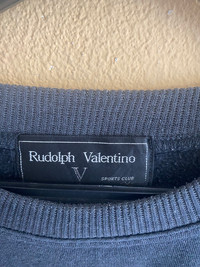 Rudolph Valentino
V
SPORTS CLUB